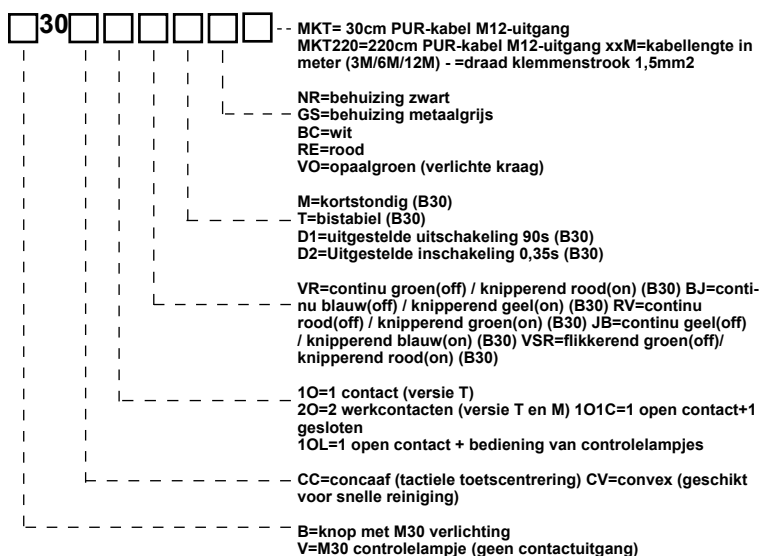 30
MKT= 30cm PUR-kabel M12-uitgang
MKT220=220cm PUR-kabel M12-uitgang xxM=kabellengte in
meter (3M/6M/12M) - =draad klemmenstrook 1,5mm2
NR=behuizing zwart
GS=behuizing metaalgrijs
BC=wit
RE=rood
VO=opaalgroen (verlichte kraag)
M=kortstondig (B30)
T=bistabiel (B30)
D1=uitgestelde uitschakeling 90s (B30)
D2=Uitgestelde inschakeling 0,35s (B30)
VR=continu groen(off) / knipperend rood(on) (B30) BJ=conti-
nu blauw(off) / knipperend geel(on) (B30) RV=continu
rood(off) / knipperend groen(on) (B30) JB=continu geel(off)
/ knipperend blauw(on) (B30) VSR=flikkerend groen(off)/
knipperend rood(on) (B30)
1O=1 contact (versie T)
2O=2 werkcontacten (versie T en M) 1O1C=1 open contact+1
gesloten
1OL=1 open contact + bediening van controlelampjes
CC=concaaf (tactiele toetscentrering) CV=convex (geschikt
voor snelle reiniging)
B=knop met M30 verlichting
V=M30 controlelampje (geen contactuitgang)